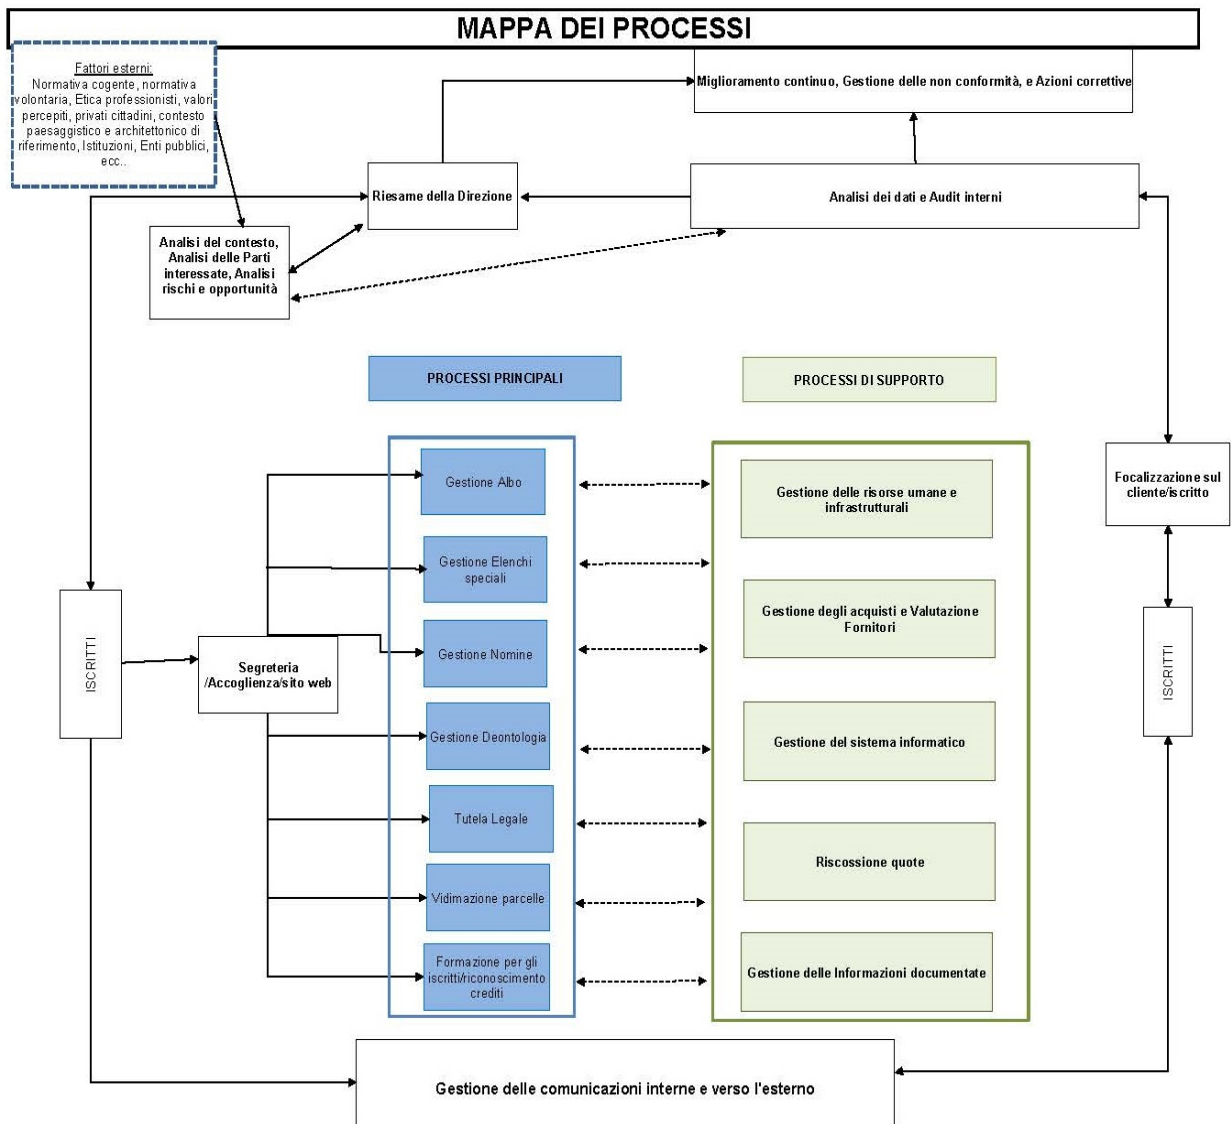 MAPPA DEI PROCESSI
Fattori esterni:
Normativa cogente, normativa
volontaria, Etica professionisti, valori
percepiti, privati cittadini, contesto
paesaggistico e architettonico di
riferimento, Istituzioni, Enti pubblici,
ecc..
Miglioramento continuo, Gestione delle non conformità, e Azioni correttive
Riesame della Direzione
Analisi dei dati e Audit interni
Analisi del contesto,
Analisi delle Parti
interessate, Analisi
rischi e opportunità
PROCESSI PRINCIPALI
PROCESSI DI SUPPORTO
Gestione Albo
Gestione Elenchi
speciali
Gestione Nomine
Gestione Deontologia
Tutela Legale
Vidimazione parcelle
Formazione per gli
iscritti/riconoscimento
crediti
Gestione delle risorse umane e
infrastrutturali
Gestione degli acquisti e Valutazione
Fornitori
Gestione del sistema informatico
Riscossione quote
Gestione delle Informazioni documentate
Focalizzazione sul
cliente/iscritto
ISCRITTI
Segreteria
/Accoglienza/sito web
ISCRITTI
Gestione delle comunicazioni interne e verso l'esterno